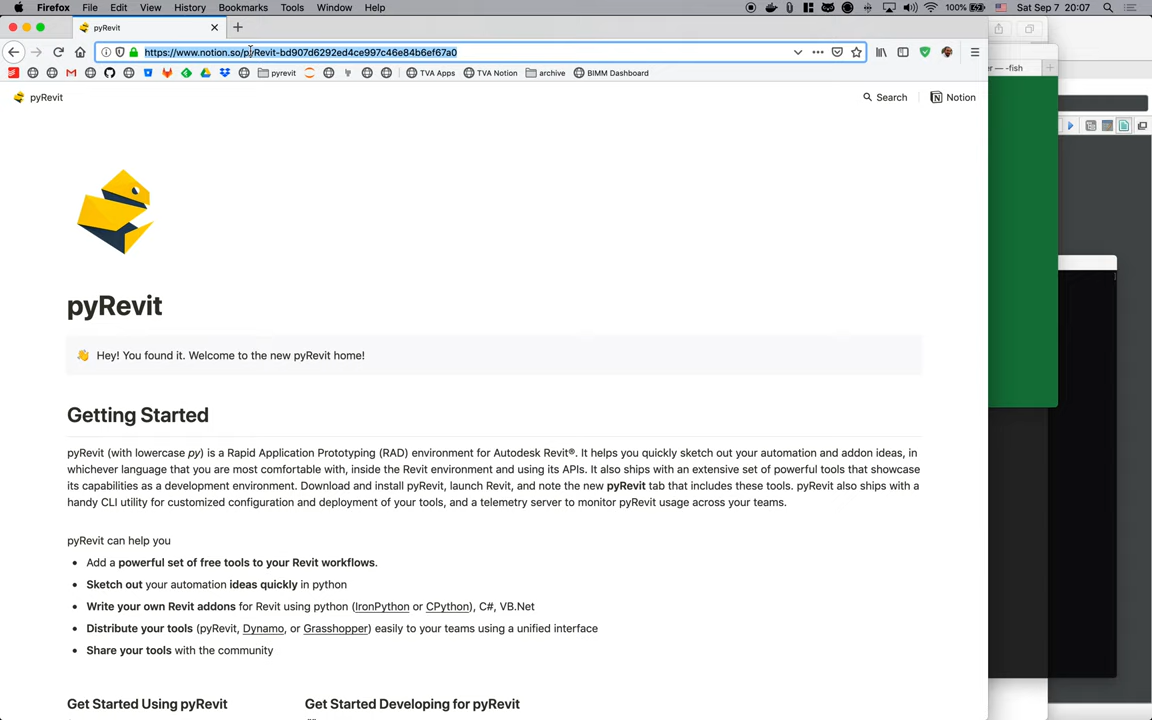 Firefox File Edit View History Bookmarks Tools Window Help 100% Sat Sep 7 20:07
pyRevit
https://www.notion.so/pyRevit-bd907d6292ed4ce997c46e84b6ef67a0
pyrevit TVA Apps TVA Notion archive BIMM Dashboard
er — -fish
pyRevit Search Notion
pyRevit
👋 Hey! You found it. Welcome to the new pyRevit home!
Getting Started
pyRevit (with lowercase py) is a Rapid Application Prototyping (RAD) environment for Autodesk Revit®. It helps you quickly sketch out your automation and addon ideas, in
whichever language that you are most comfortable with, inside the Revit environment and using its APIs. It also ships with an extensive set of powerful tools that showcase
its capabilities as a development environment. Download and install pyRevit, launch Revit, and note the new pyRevit tab that includes these tools. pyRevit also ships with a
handy CLI utility for customized configuration and deployment of your tools, and a telemetry server to monitor pyRevit usage across your teams.
pyRevit can help you
• Add a powerful set of free tools to your Revit workflows.
• Sketch out your automation ideas quickly in python
• Write your own Revit addons for Revit using python (IronPython or CPython), C#, VB.Net
• Distribute your tools (pyRevit, Dynamo, or Grasshopper) easily to your teams using a unified interface
• Share your tools with the community
Get Started Using pyRevit Get Started Developing for pyRevit